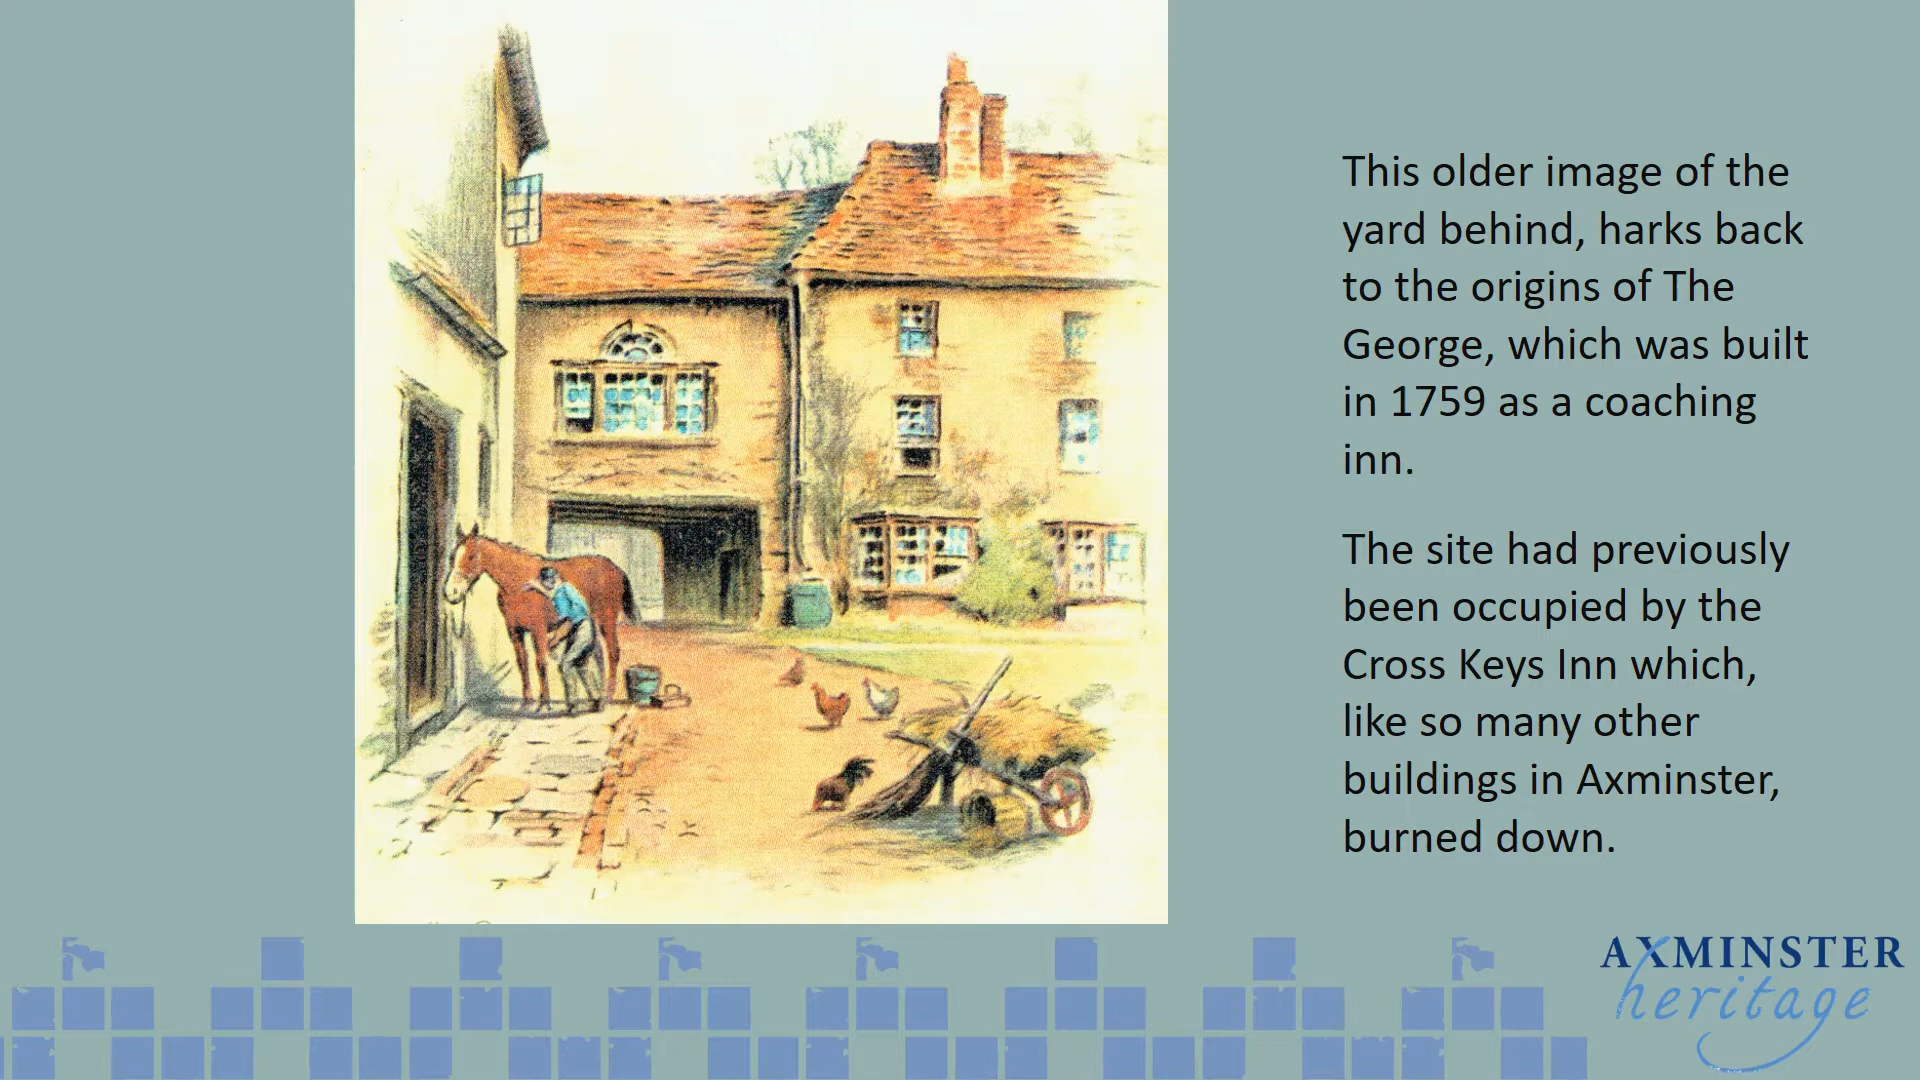 This older image of the
yard behind, harks back
to the origins of The
George, which was built
in 1759 as a coaching
inn.
The site had previously
been occupied by the
Cross Keys Inn which,
like so many other
buildings in Axminster,
burned down.
AXMINSTER
heritage